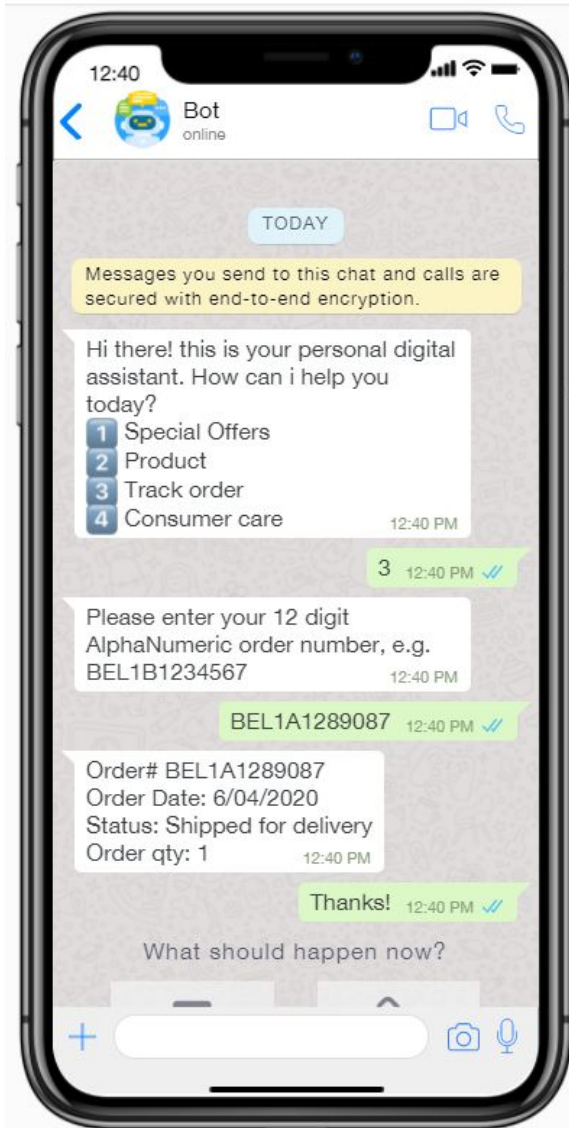 12:40
Bot
online
TODAY
Messages you send to this chat and calls are
secured with end-to-end encryption.
Hi there! this is your personal digital
assistant. How can i help you
today?
1 Special Offers
2 Product
3 Track order
4 Consumer care 12:40 PM
3 12:40 PM
Please enter your 12 digit
AlphaNumeric order number, e.g.
BEL1B1234567 12:40 PM
BEL1A1289087 12:40 PM
Order# BEL1A1289087
Order Date: 6/04/2020
Status: Shipped for delivery
Order qty: 1 12:40 PM
Thanks! 12:40 PM
What should happen now?